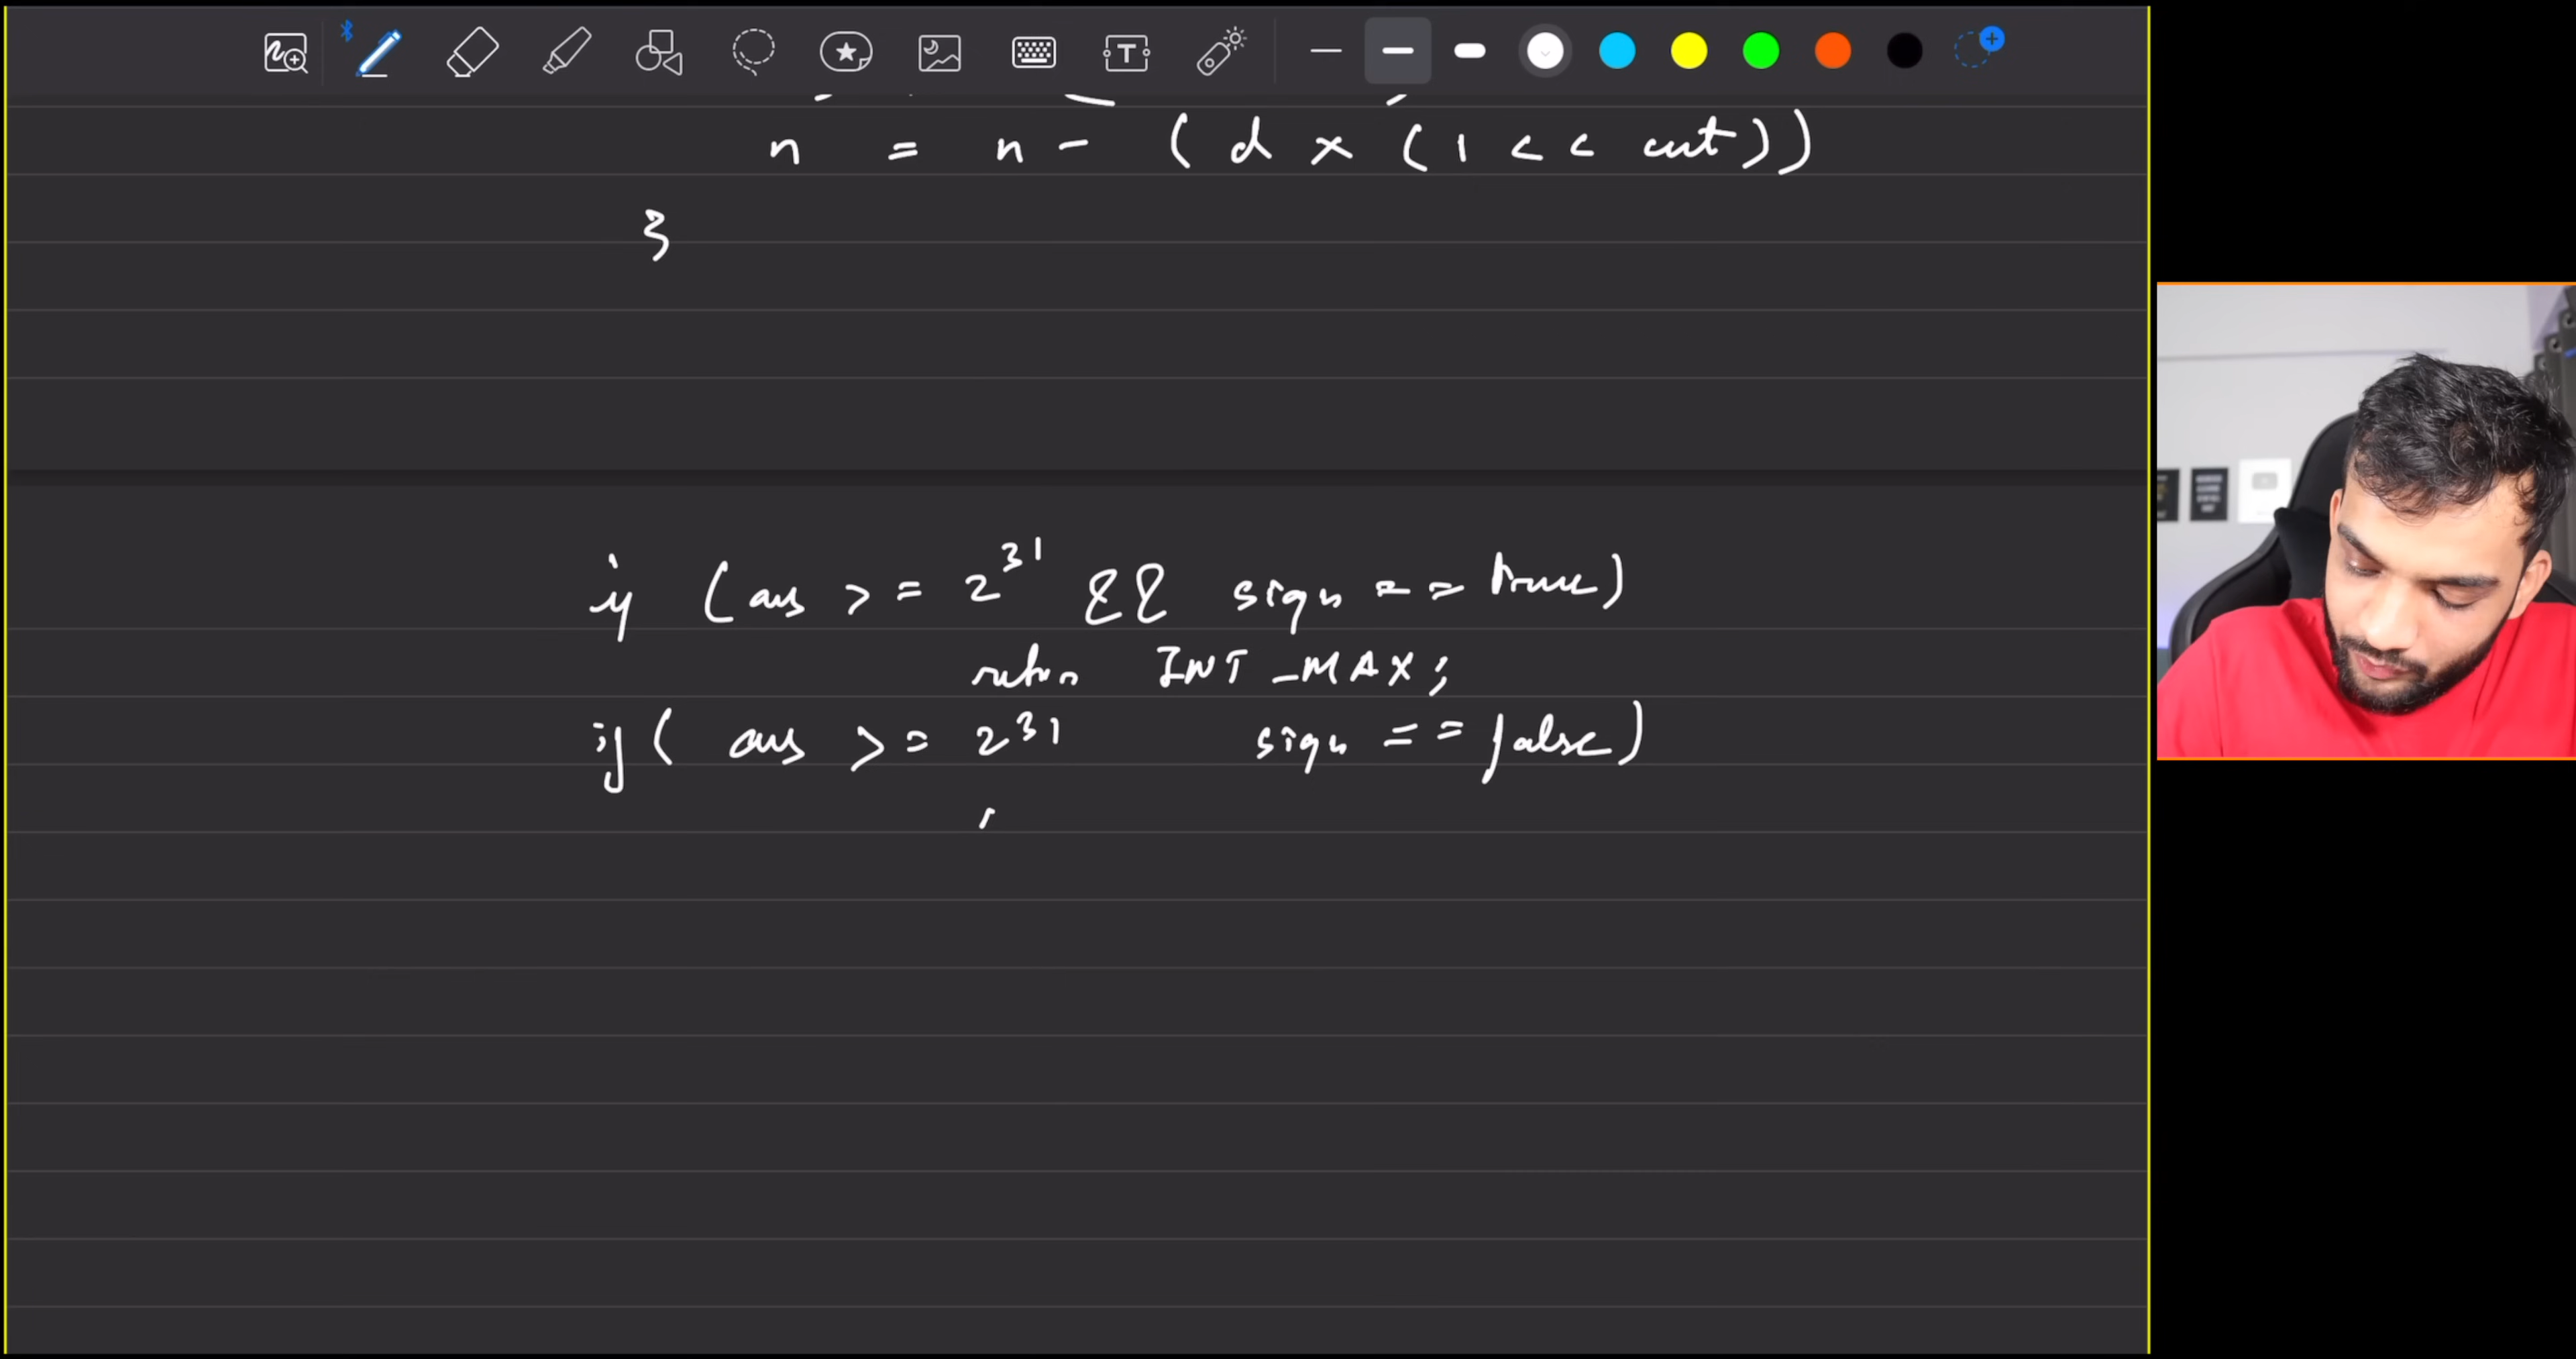 n = n - (d x (1 << cnt))
}
if (ans >= 2^31 && sign == true)
return INT_MAX;
if( ans >= 2^31 sign == false)